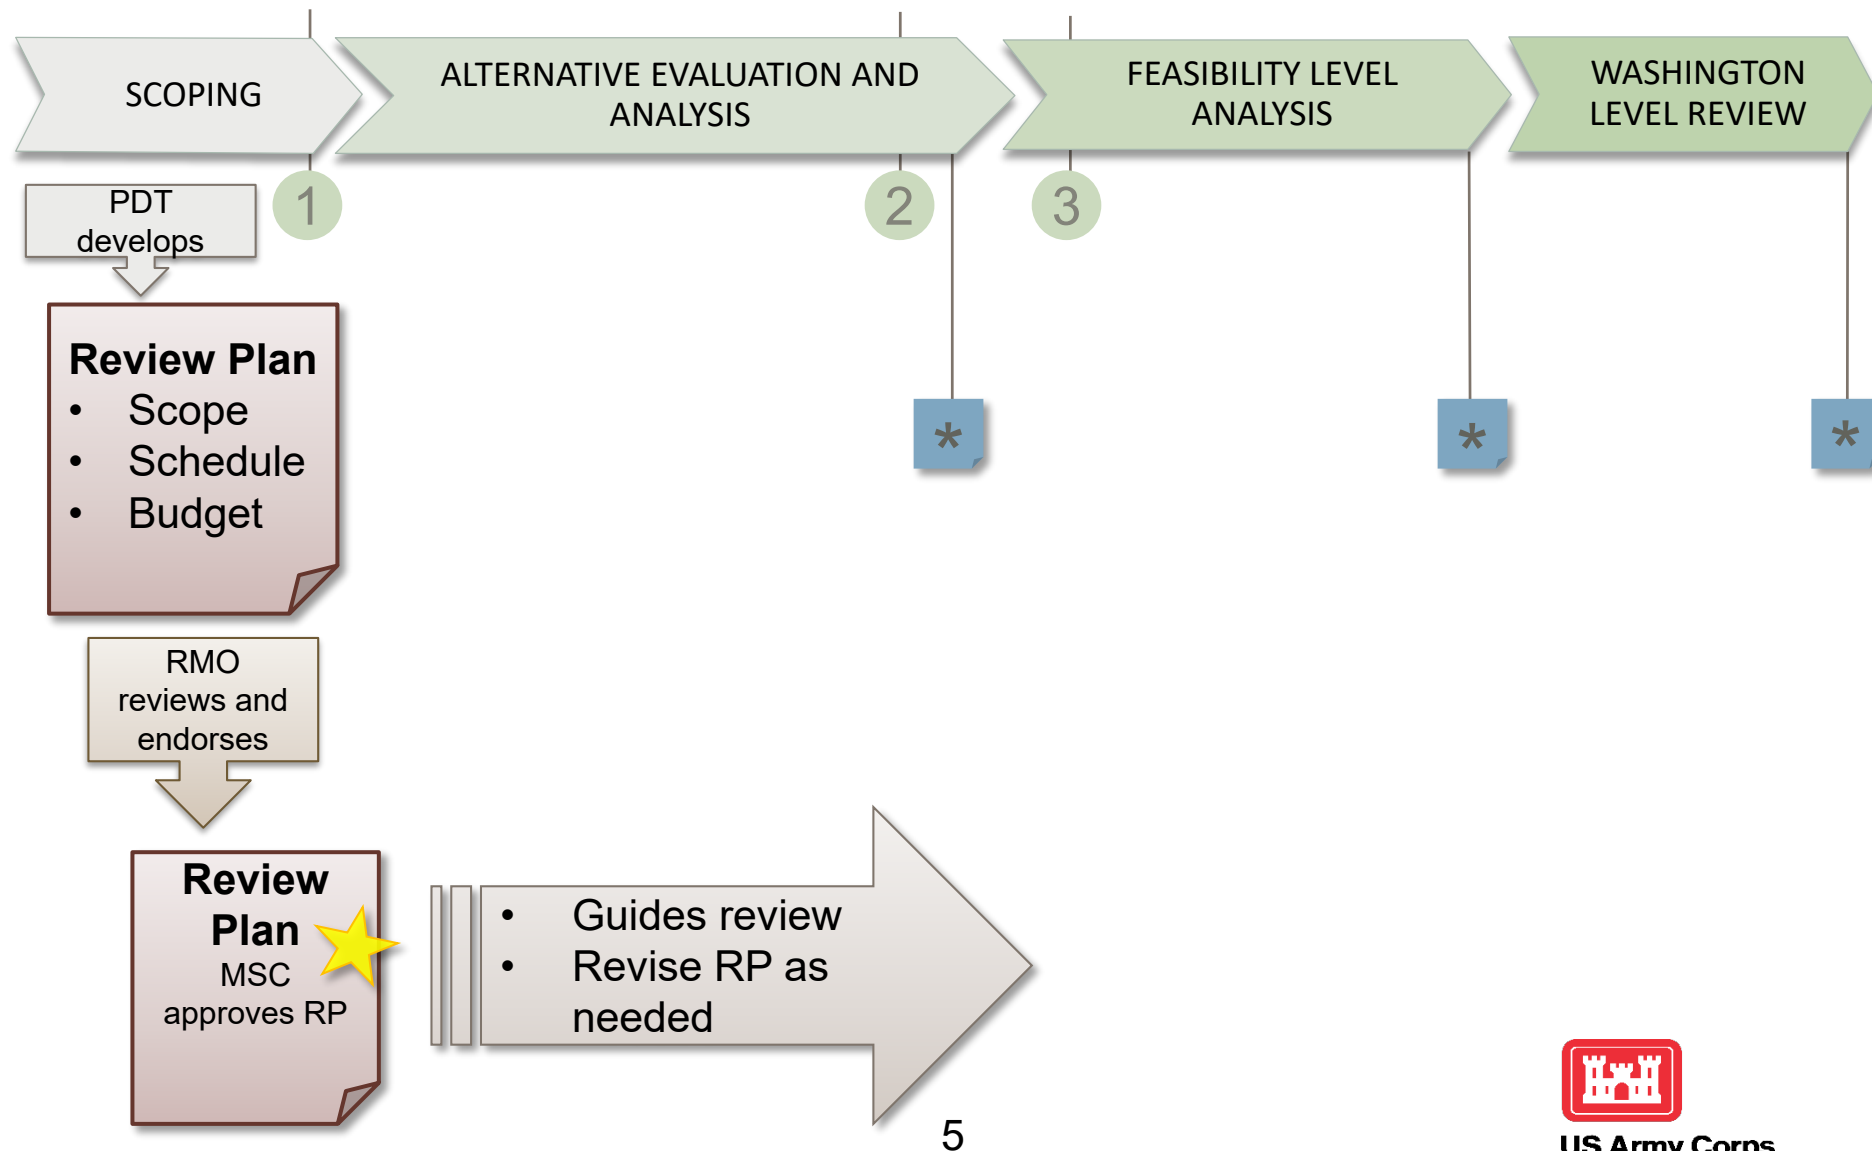 SCOPING
ALTERNATIVE EVALUATION AND
ANALYSIS
FEASIBILITY LEVEL
ANALYSIS
WASHINGTON
LEVEL REVIEW
1
2
3
PDT
develops
Review Plan
• Scope
• Schedule
• Budget
*
*
*
RMO
reviews and
endorses
Review
Plan
MSC
approves RP
• Guides review
• Revise RP as
needed
5
US Army Corps